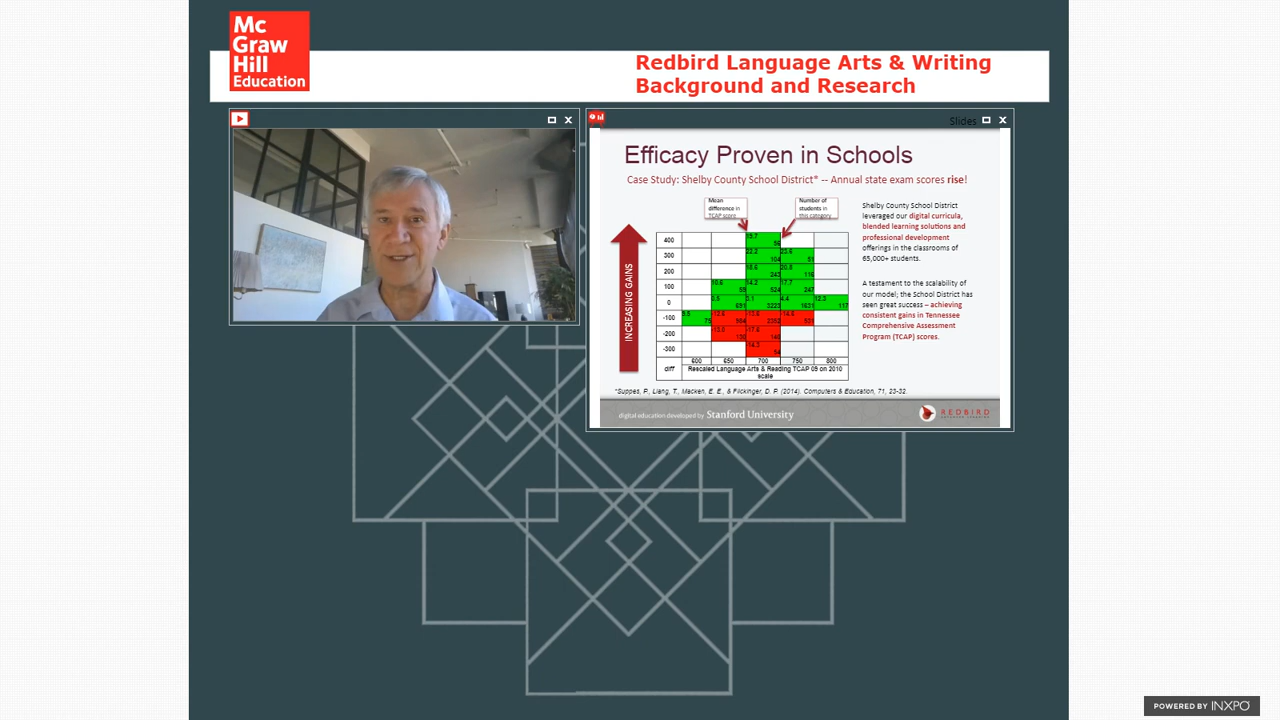 Mc
Graw
Hill
Education
Redbird Language Arts & Writing
Background and Research
Slides
Efficacy Proven in Schools
Case Study: Shelby County School District* -- Annual state exam scores rise!
Mean
difference in
TCAP score
Number of
students in
this category
Shelby County School District
leveraged our digital curricula,
blended learning solutions and
professional development
offerings in the classrooms of
65,000+ students.
A testament to the scalability of
our model; the School District has
seen great success – achieving
consistent gains in Tennessee
Comprehensive Assessment
Program (TCAP) scores.
INCREASING GAINS
400
300
200
100
0
-100
-200
-300
600 650 700 750 800
diff Rescaled Language Arts & Reading TCAP 09 on 2010
scale
*Suppes, P., Liang, T., Macken, E. E., & Flickinger, D. P. (2014). Computers & Education, 71, 23-32.
digital education developed by Stanford University
REDBIRD
POWERED BY INXPO